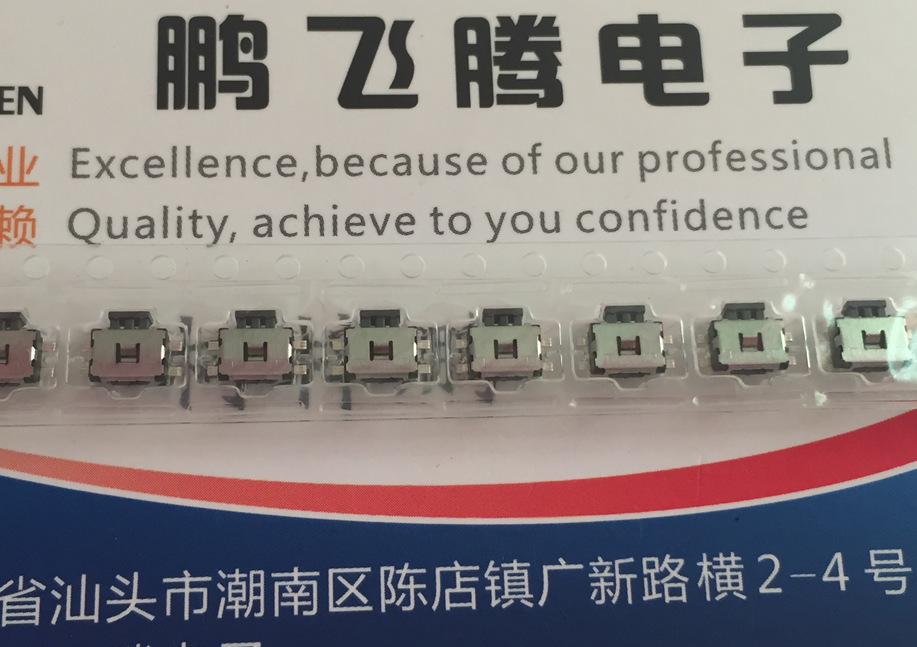 鹏飞腾电子
EN
业 Excellence,because of our professional
赖 Quality, achieve to you confidence
省汕头市潮南区陈店镇广新路横2-4号